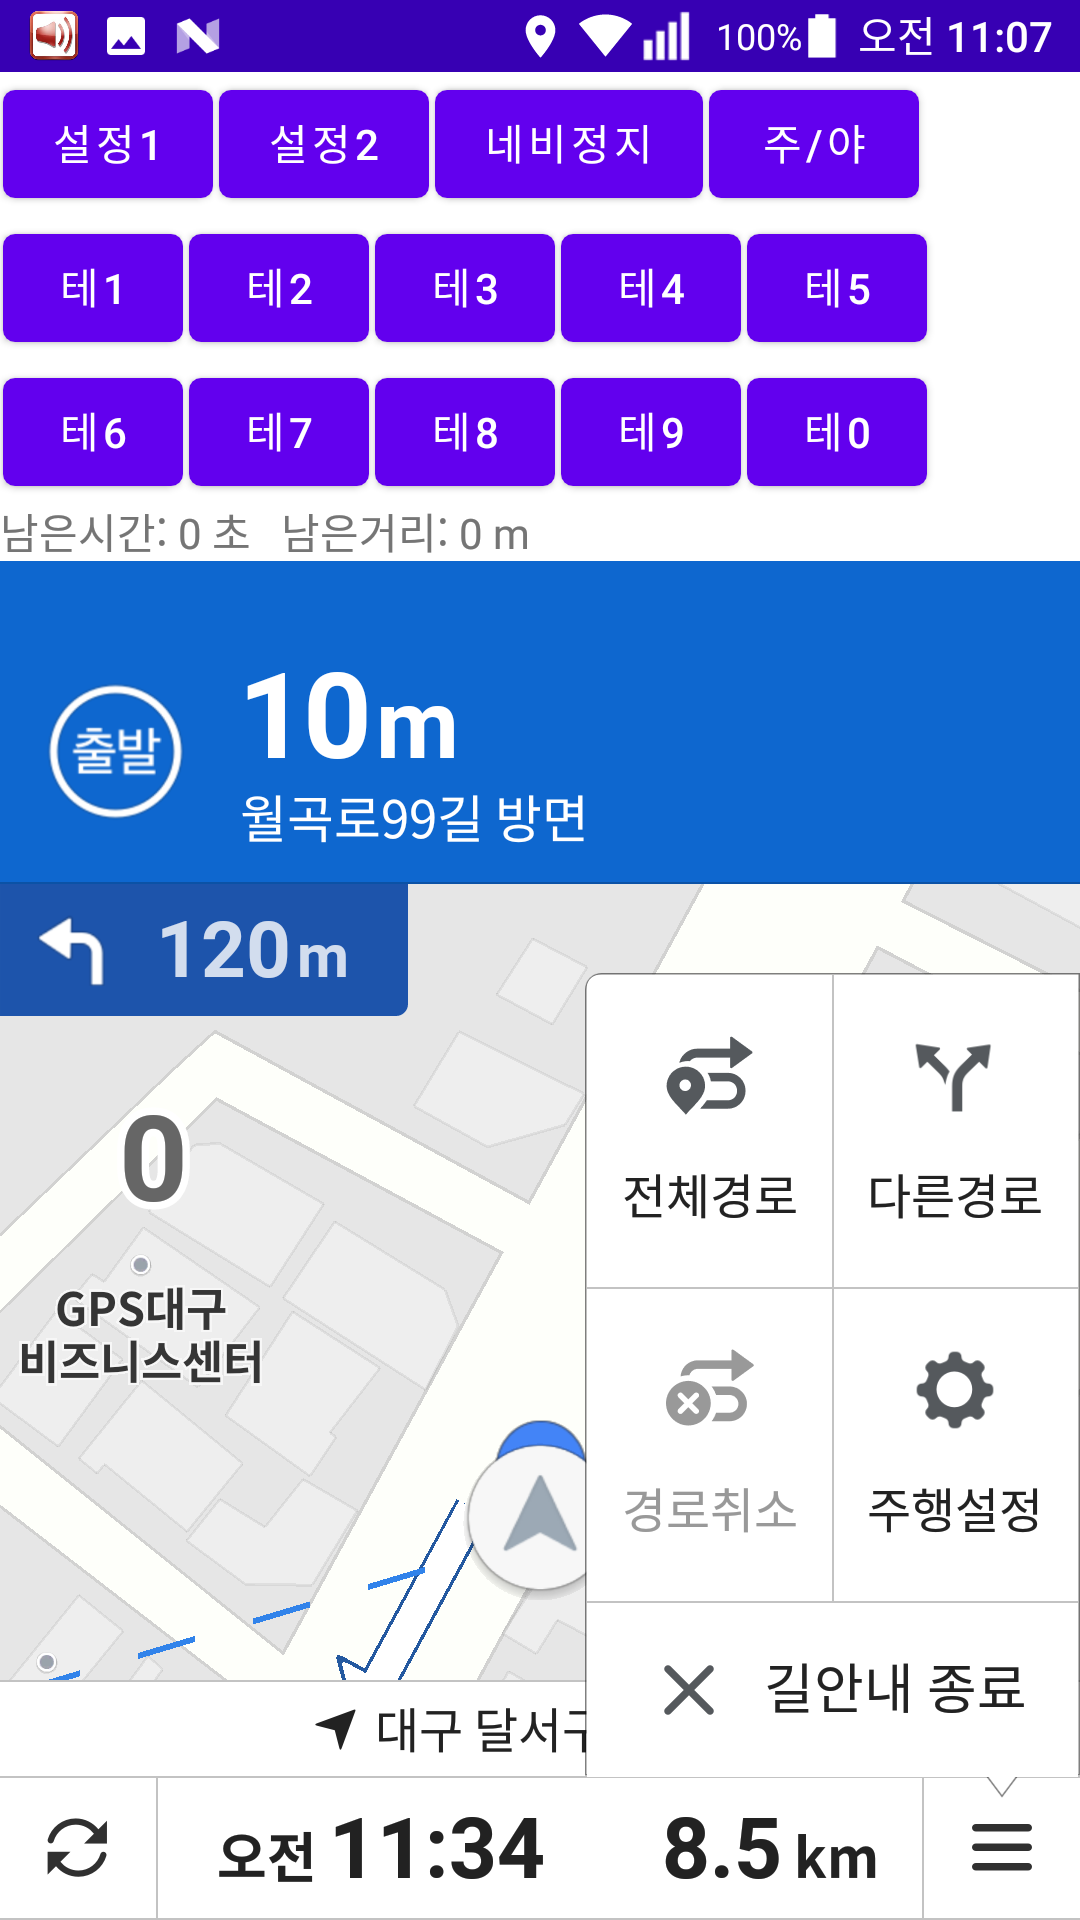 100% 오전 11:07
설정1 설정2 네비정지 주/야
테1 테2 테3 테4 테5
테6 테7 테8 테9 테0
남은시간: 0 초 남은거리: 0 m
출발
10m
월곡로99길 방면
120m
0
GPS대구
비즈니스센터
전체경로 다른경로
경로취소 주행설정
길안내 종료
대구 달서구
오전 11:34 8.5 km